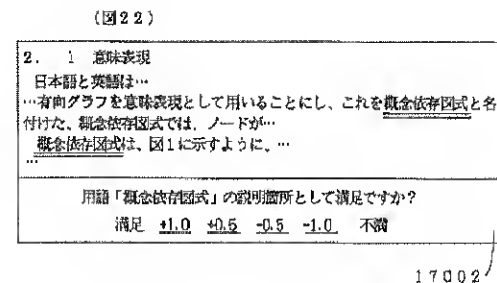 (図22)
2. 1 意味表現
日本語と英語は…
…有向グラフを意味表現として用いることにし、これを概念依存図式と名
付けた、概念依存図式では、ノードが…
概念依存図式は、図1に示すように、…
…
用語「概念依存図式」の説明箇所として満足ですか?
満足 +1.0 +0.5 -0.5 -1.0 不満
17002